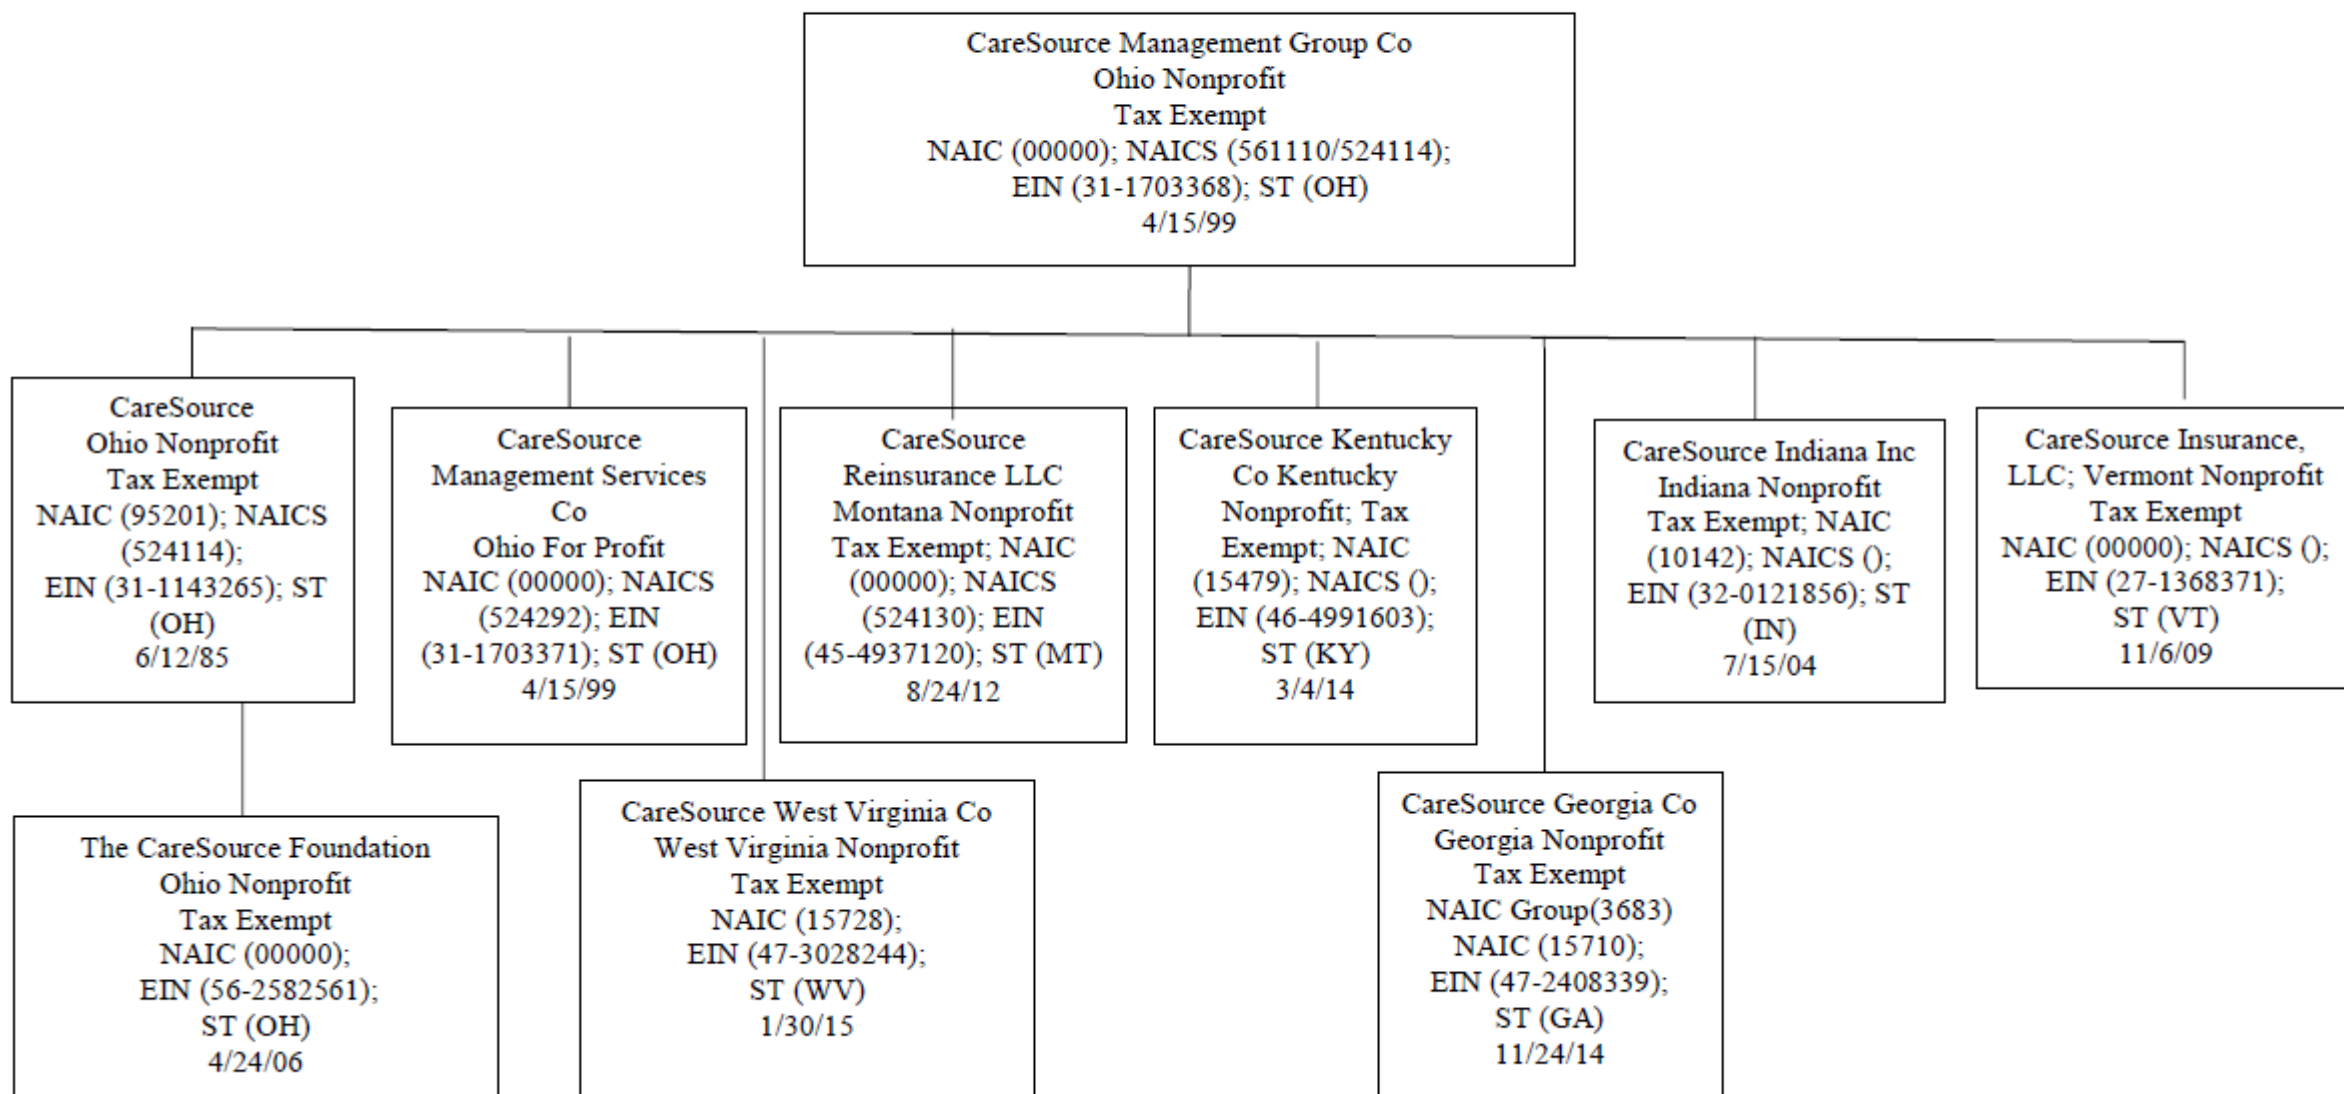 CareSource Management Group Co
Ohio Nonprofit
Tax Exempt
NAIC (00000); NAICS (561110/524114);
EIN (31-1703368); ST (OH)
4/15/99
CareSource
Ohio Nonprofit
Tax Exempt
NAIC (95201); NAICS
(524114);
EIN (31-1143265); ST
(OH)
6/12/85
CareSource
Management Services
Co
Ohio For Profit
NAIC (00000); NAICS
(524292); EIN
(31-1703371); ST (OH)
4/15/99
CareSource
Reinsurance LLC
Montana Nonprofit
Tax Exempt; NAIC
(00000); NAICS
(524130); EIN
(45-4937120); ST (MT)
8/24/12
CareSource Kentucky
Co Kentucky
Nonprofit; Tax
Exempt; NAIC
(15479); NAICS ();
EIN (46-4991603);
ST (KY)
3/4/14
CareSource Indiana Inc
Indiana Nonprofit
Tax Exempt; NAIC
(10142); NAICS ();
EIN (32-0121856); ST
(IN)
7/15/04
CareSource Insurance,
LLC; Vermont Nonprofit
Tax Exempt
NAIC (00000); NAICS ();
EIN (27-1368371);
ST (VT)
11/6/09
The CareSource Foundation
Ohio Nonprofit
Tax Exempt
NAIC (00000);
EIN (56-2582561);
ST (OH)
4/24/06
CareSource West Virginia Co
West Virginia Nonprofit
Tax Exempt
NAIC (15728);
EIN (47-3028244);
ST (WV)
1/30/15
CareSource Georgia Co
Georgia Nonprofit
Tax Exempt
NAIC Group(3683)
NAIC (15710);
EIN (47-2408339);
ST (GA)
11/24/14